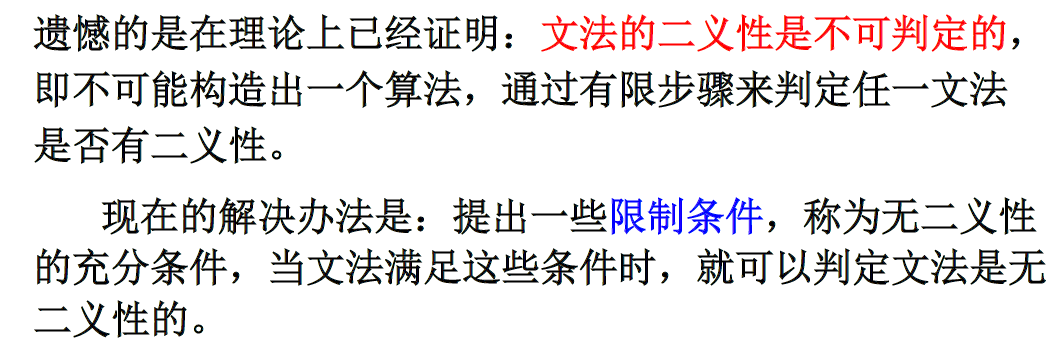 遗憾的是在理论上已经证明：文法的二义性是不可判定的，
即不可能构造出一个算法，通过有限步骤来判定任一文法
是否有二义性。
现在的解决办法是：提出一些限制条件，称为无二义性
的充分条件，当文法满足这些条件时，就可以判定文法是无
二义性的。